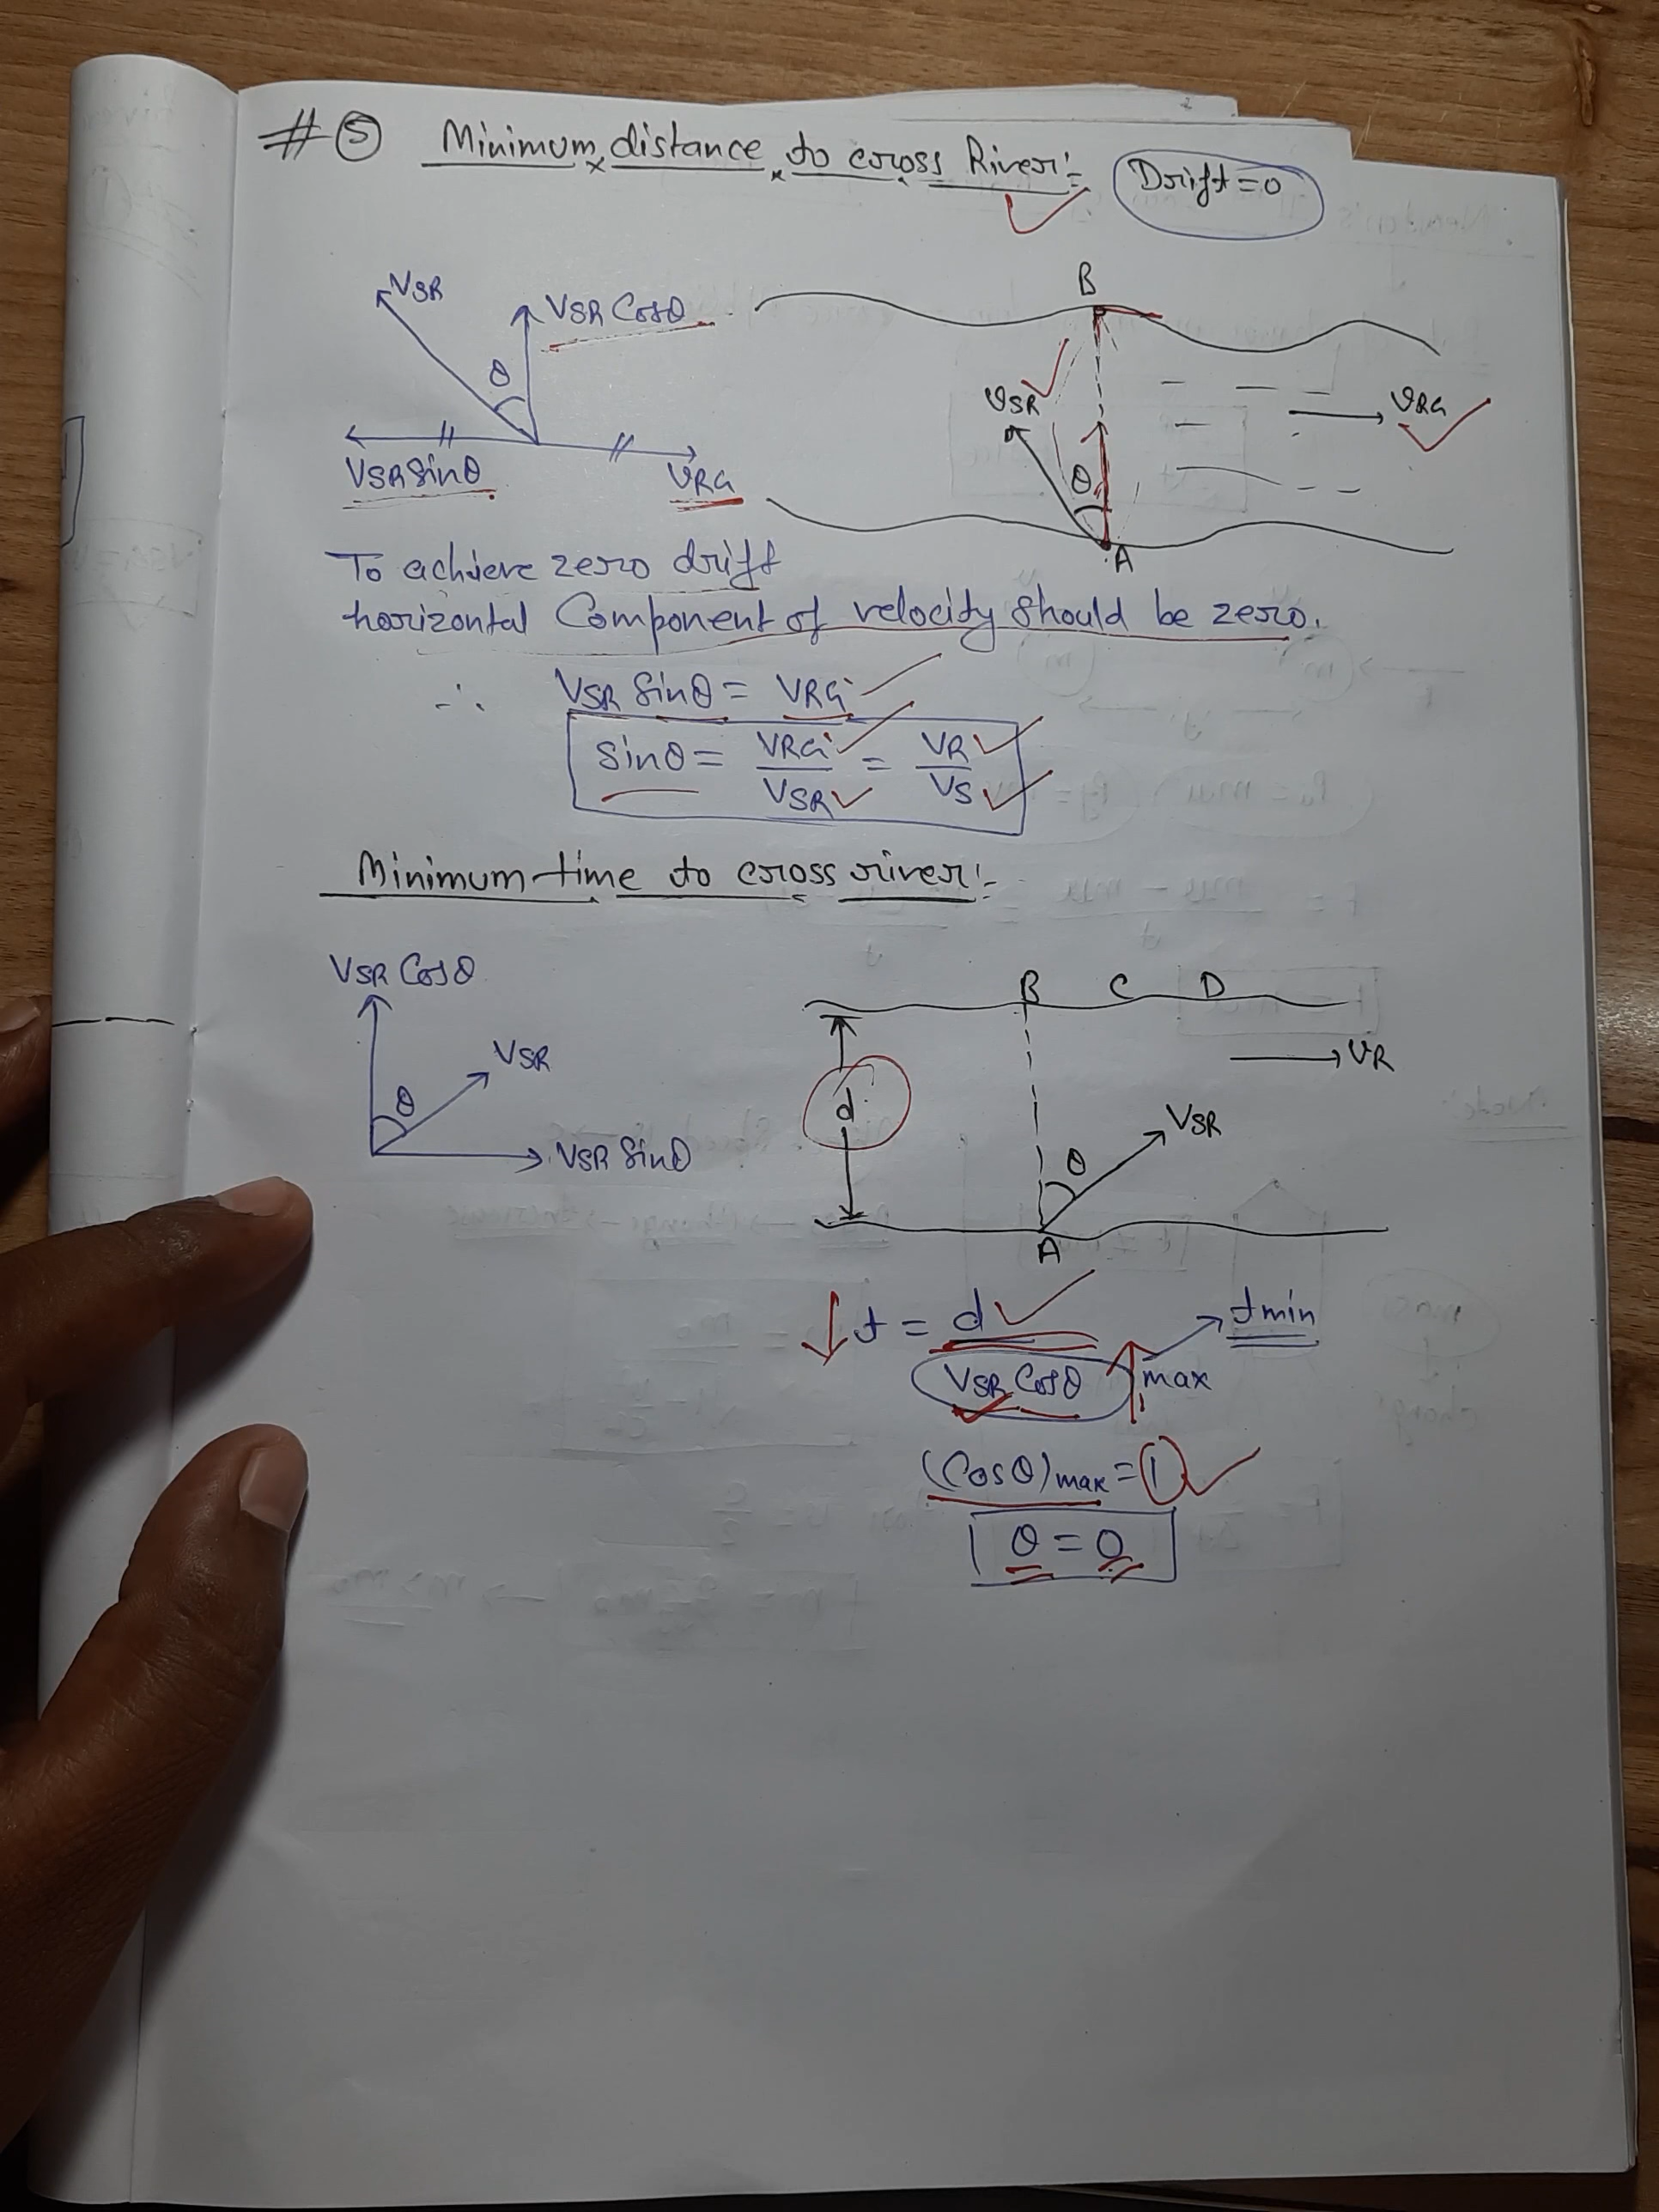 # ⑤ Minimum distance to cross River:- Drift = 0
VSR
VSR Cosθ
θ
VSR Sinθ
VRG
B
VSR
VRG
θ
A
To achieve zero drift
horizontal Component of velocity should be zero.
∴ VSR Sinθ = VRG
Sinθ = VRG/VSR = VR/VS
Minimum time to cross river:-
VSR Cosθ
VSR
θ
VSR Sinθ
B C D
VR
d
VSR
θ
A
↓ t = d / VSR Cosθ ↑ max → tmin
(Cosθ)max = 1
θ = 0